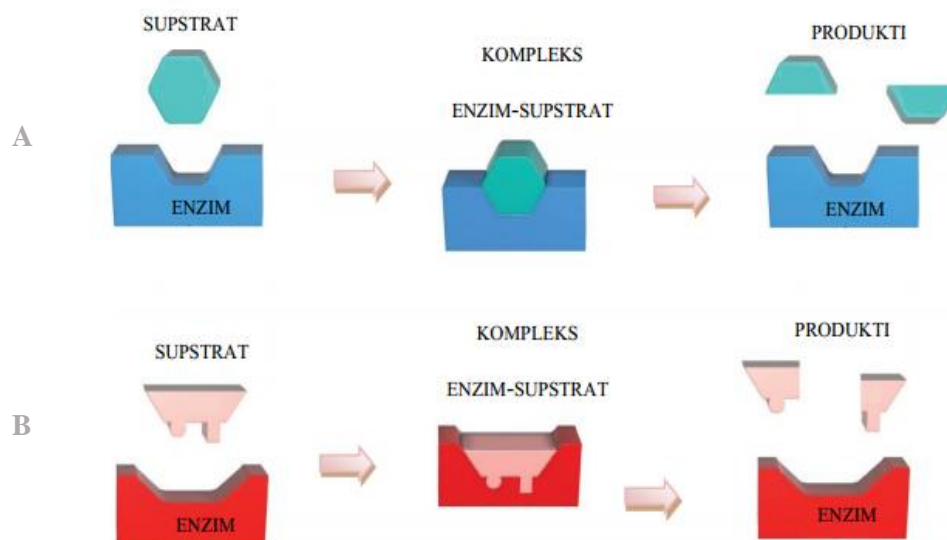 SUPSTRAT
KOMPLEKS
ENZIM-SUPSTRAT
PRODUKTI
A
ENZIM
ENZIM
SUPSTRAT
KOMPLEKS
ENZIM-SUPSTRAT
PRODUKTI
B
ENZIM
ENZIM